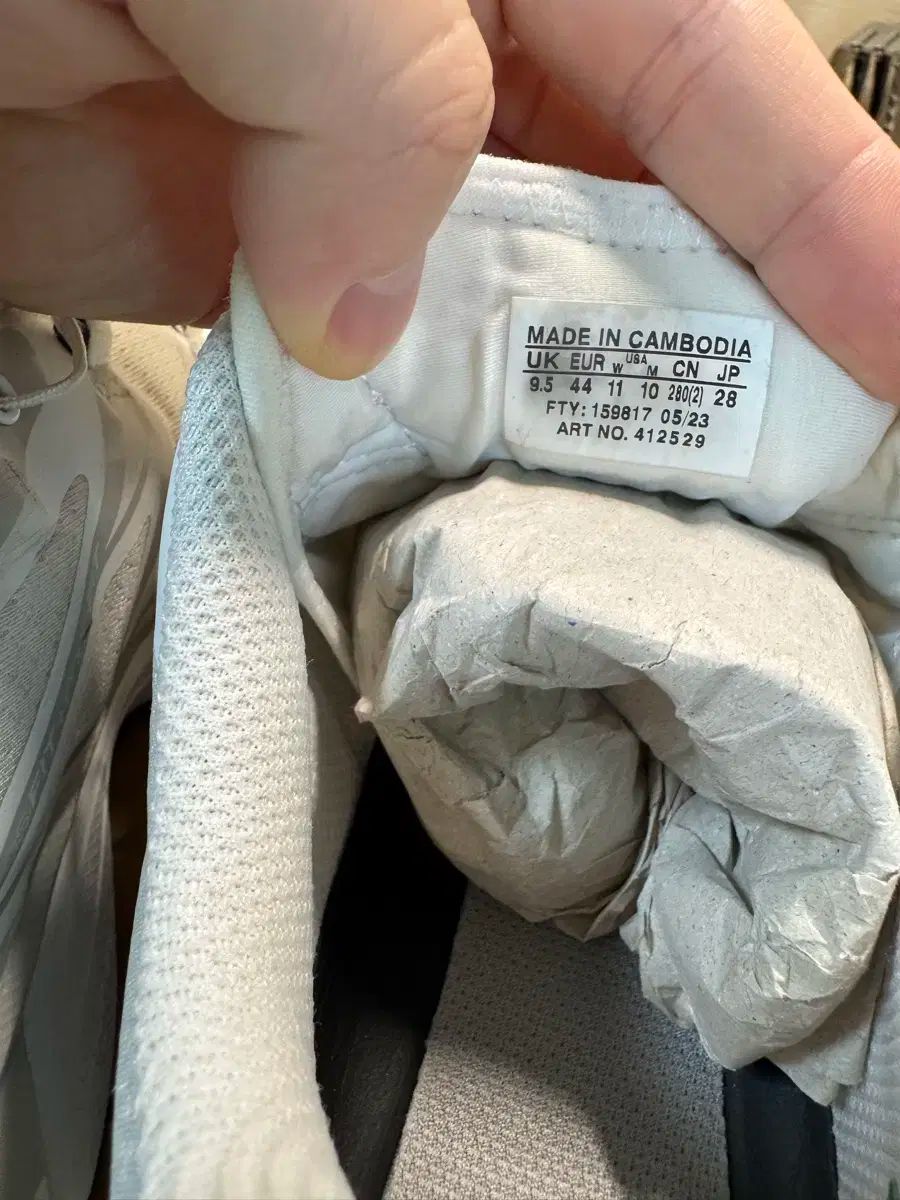 MADE IN CAMBODIA
UK EUR W USA M CN JP
9.5 44 11 10 280(2) 28
FTY: 159817 05/23
ART NO. 412529